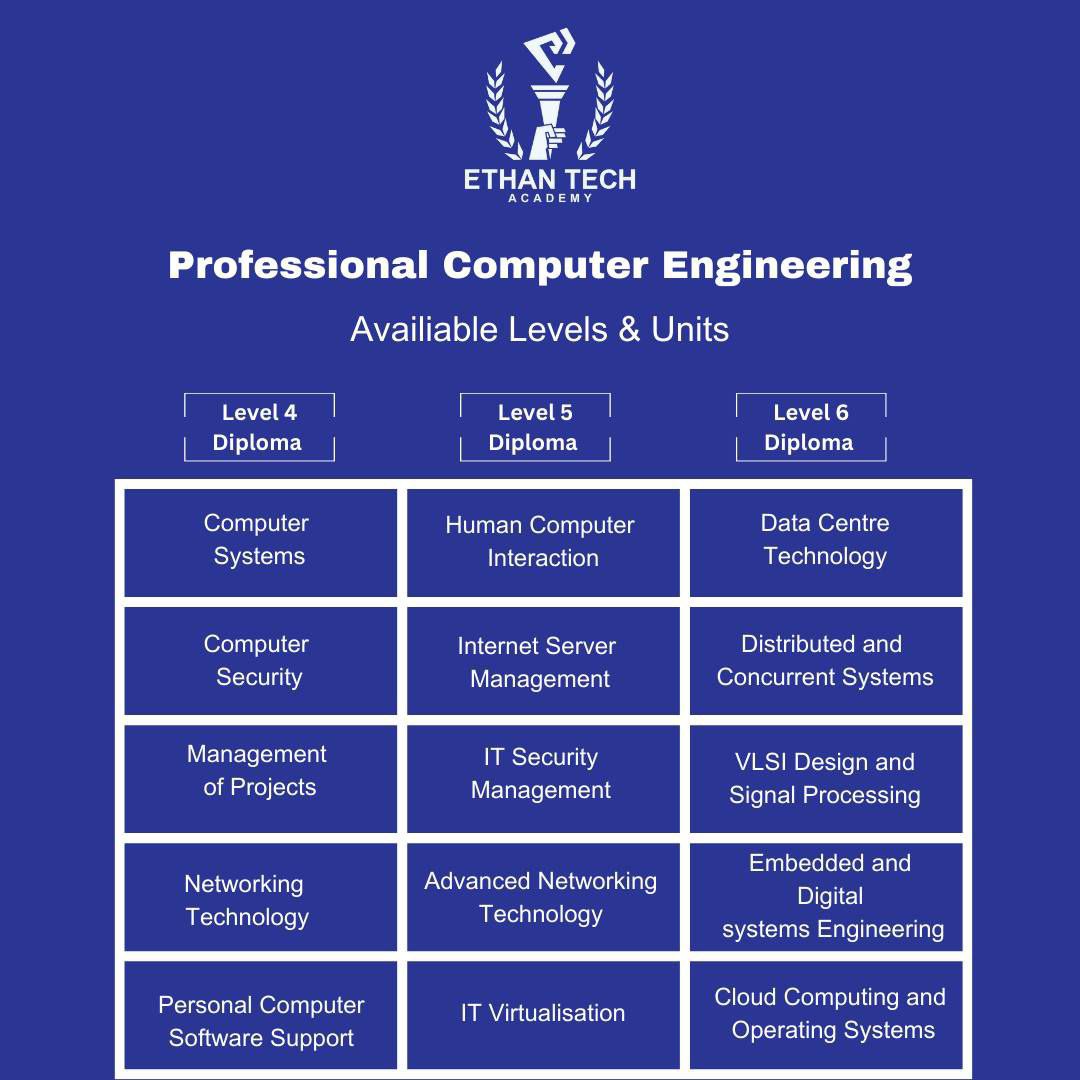 ETHAN TECH
ACADEMY
Professional Computer Engineering
Availiable Levels & Units
Level 4
Diploma
Level 5
Diploma
Level 6
Diploma
Computer
Systems
Human Computer
Interaction
Data Centre
Technology
Computer
Security
Internet Server
Management
Distributed and
Concurrent Systems
Management
of Projects
IT Security
Management
VLSI Design and
Signal Processing
Networking
Technology
Advanced Networking
Technology
Embedded and
Digital
systems Engineering
Personal Computer
Software Support
IT Virtualisation
Cloud Computing and
Operating Systems